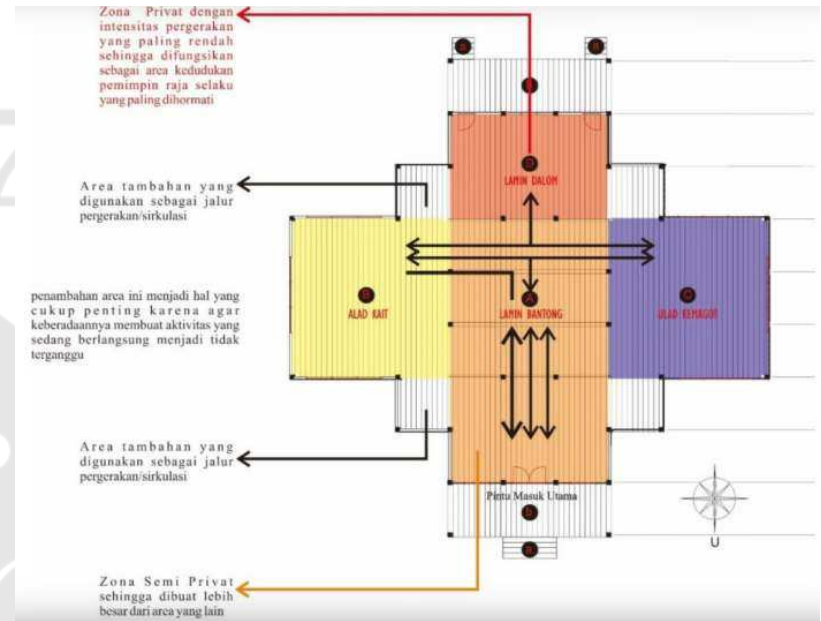 Zona Privat dengan
intensitas pergerakan
yang paling rendah
sehingga difungsikan
sebagai area kedudukan
pemimpin raja selaku
yang paling dihormati
D
LAMIN DALOM
Area tambahan yang
digunakan sebagai jalur
pergerakan/sirkulasi
penambahan area ini menjadi hal yang
cukup penting karena agar
keberadaannya membuat aktivitas yang
sedang berlangsung menjadi tidak
terganggu
B
ALAD KAIT
A
LAMIN BANTONG
C
ULAD KEMAGOT
Area tambahan yang
digunakan sebagai jalur
pergerakan/sirkulasi
Pintu Masuk Utama
b
a
U
Zona Semi Privat
sehingga dibuat lebih
besar dari area yang lain